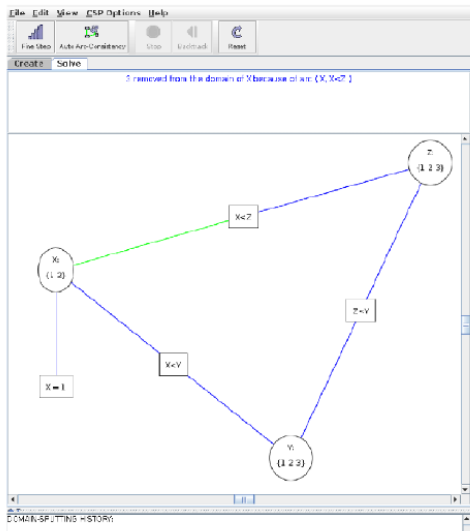 File Edit View CSP Options Help
Fine Step Auto Arc-Consistency Stop Backtrack Reset
Create Solve
3 removed from the domain of X because of arc ( X, X<Z )
Z:
{1 2 3}
X<Z
X:
{1 2}
Z<Y
X<Y
X = 1
Y:
{1 2 3}
DOMAIN-SPLITTING HISTORY: